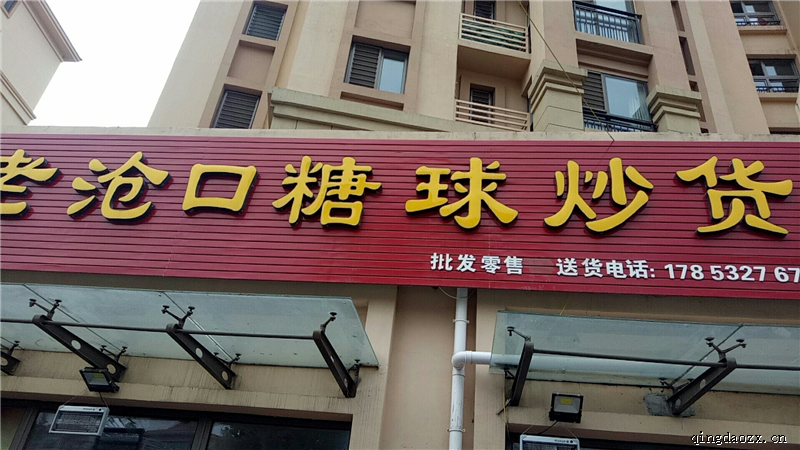 老沧口糖球炒货
批发零售 送货电话: 178 5327 67
qingdaozx.cn